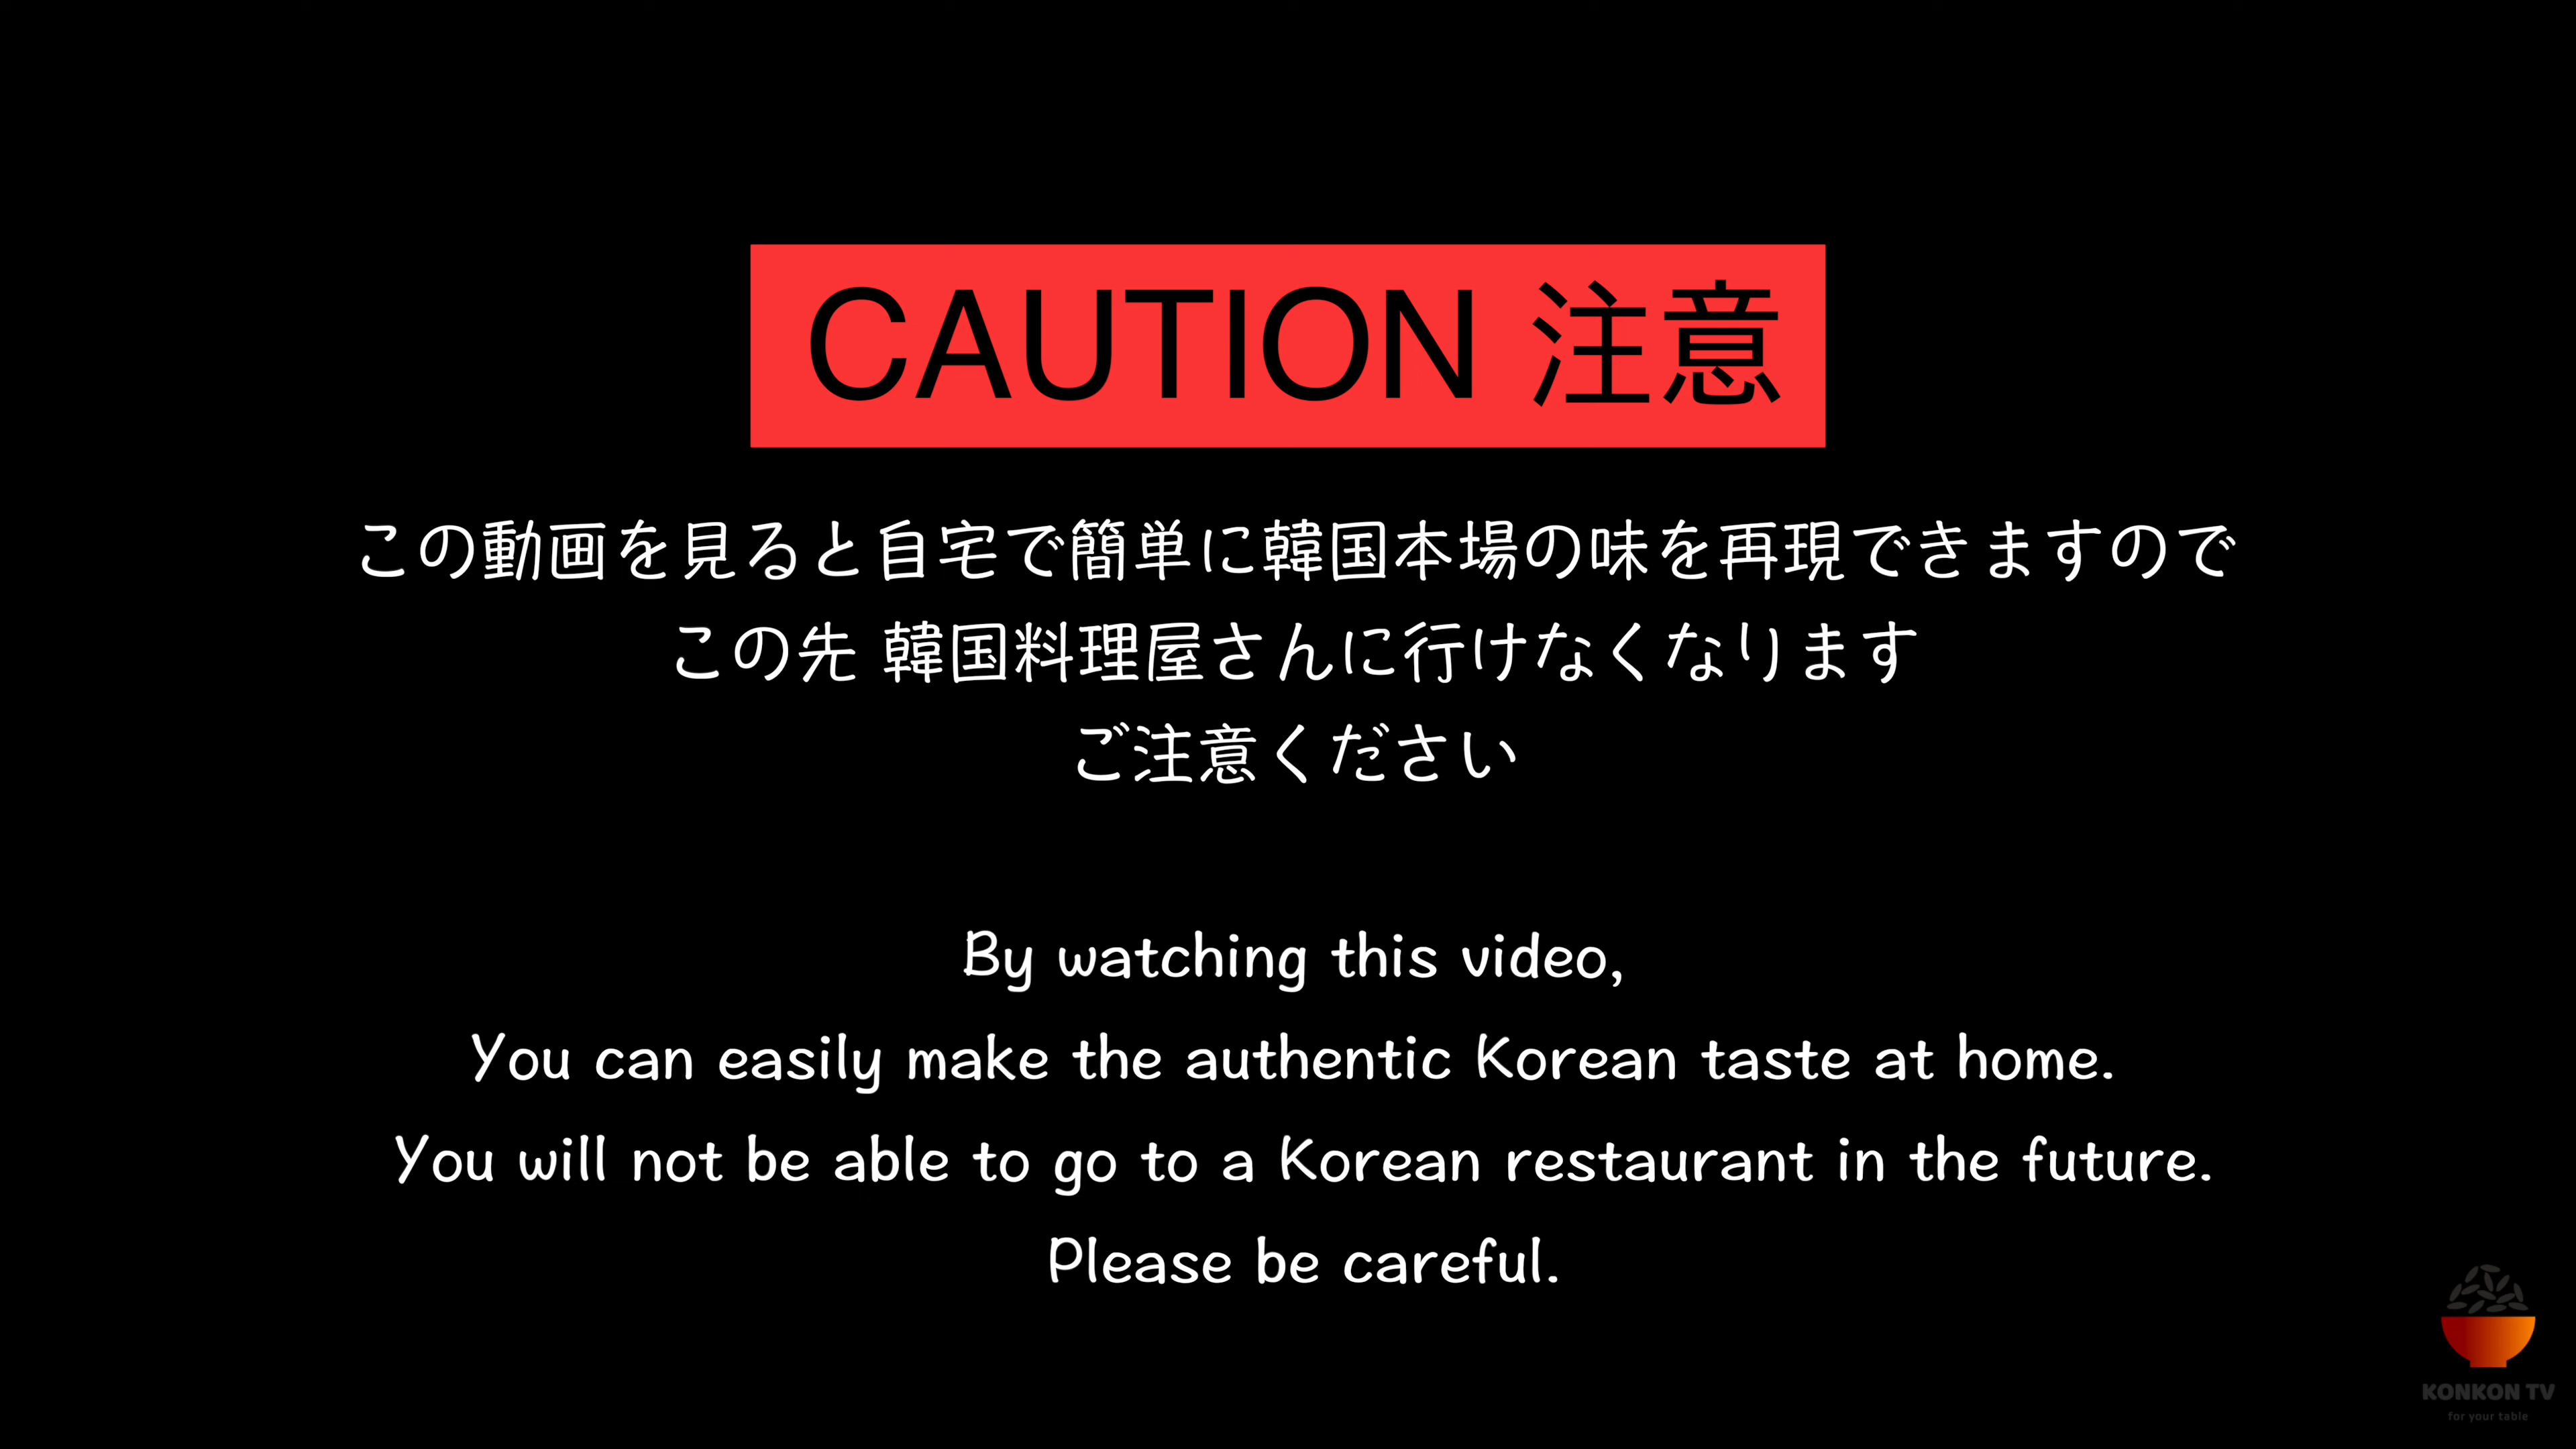 CAUTION 注意
この動画を見ると自宅で簡単に韓国本場の味を再現できますので
この先 韓国料理屋さんに行けなくなります
ご注意ください
By watching this video,
You can easily make the authentic Korean taste at home.
You will not be able to go to a Korean restaurant in the future.
Please be careful.
KONKON TV
for your table